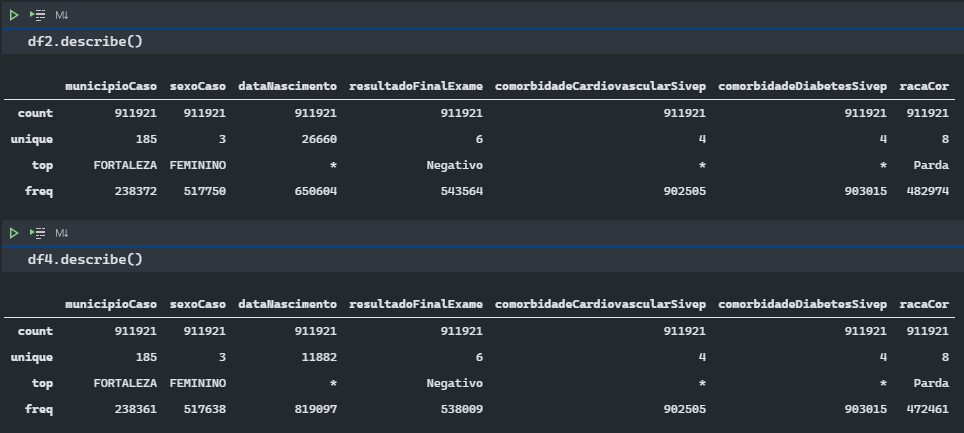 M↓
df2.describe()
municipioCaso sexoCaso dataNascimento resultadoFinalExame comorbidadeCardiovascularSivep comorbidadeDiabetesSivep racaCor
count 911921 911921 911921 911921 911921 911921 911921
unique 185 3 26660 6 4 4 8
top FORTALEZA FEMININO * Negativo * * Parda
freq 238372 517750 650604 543564 902505 903015 482974
M↓
df4.describe()
municipioCaso sexoCaso dataNascimento resultadoFinalExame comorbidadeCardiovascularSivep comorbidadeDiabetesSivep racaCor
count 911921 911921 911921 911921 911921 911921 911921
unique 185 3 11882 6 4 4 8
top FORTALEZA FEMININO * Negativo * * Parda
freq 238361 517638 819097 538009 902505 903015 472461